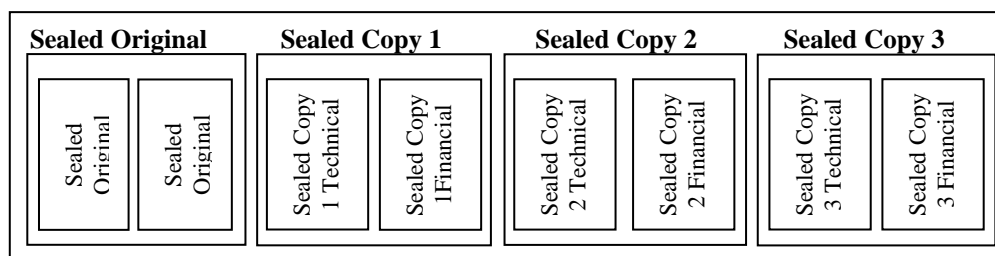 Sealed Original
Sealed Copy 1
Sealed Copy 2
Sealed Copy 3
Sealed
Original
Sealed
Original
Sealed Copy
1 Technical
Sealed Copy
1Financial
Sealed Copy
2 Technical
Sealed Copy
2 Financial
Sealed Copy
3 Technical
Sealed Copy
3 Financial